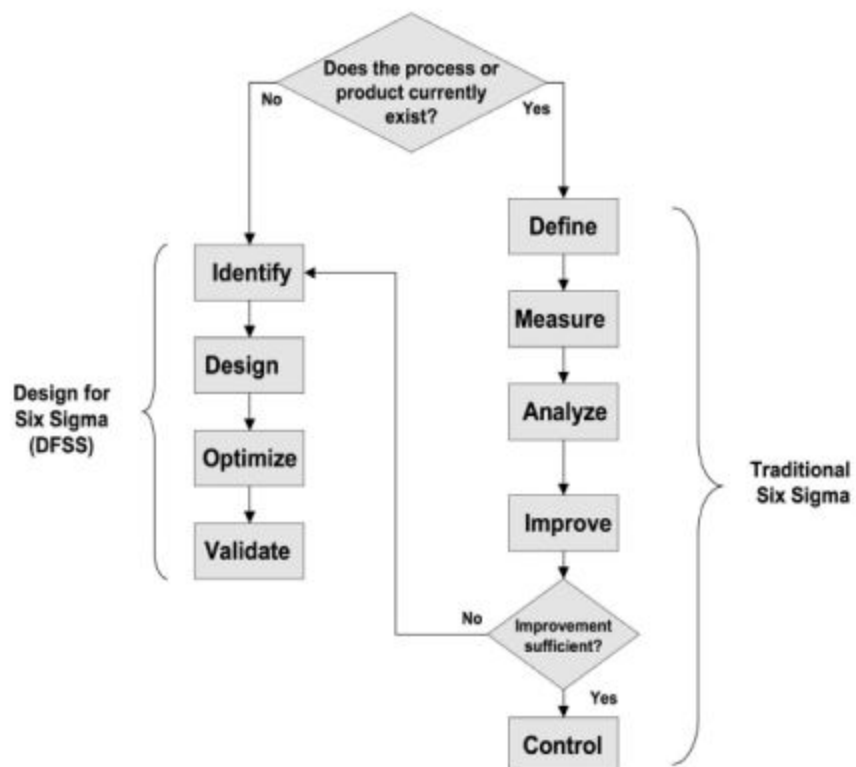 Does the process or
product currently
exist?
No
Yes
Define
Identify
Measure
Design
Design for
Six Sigma
(DFSS)
Analyze
Optimize
Traditional
Six Sigma
Improve
Validate
No
Improvement
sufficient?
Yes
Control